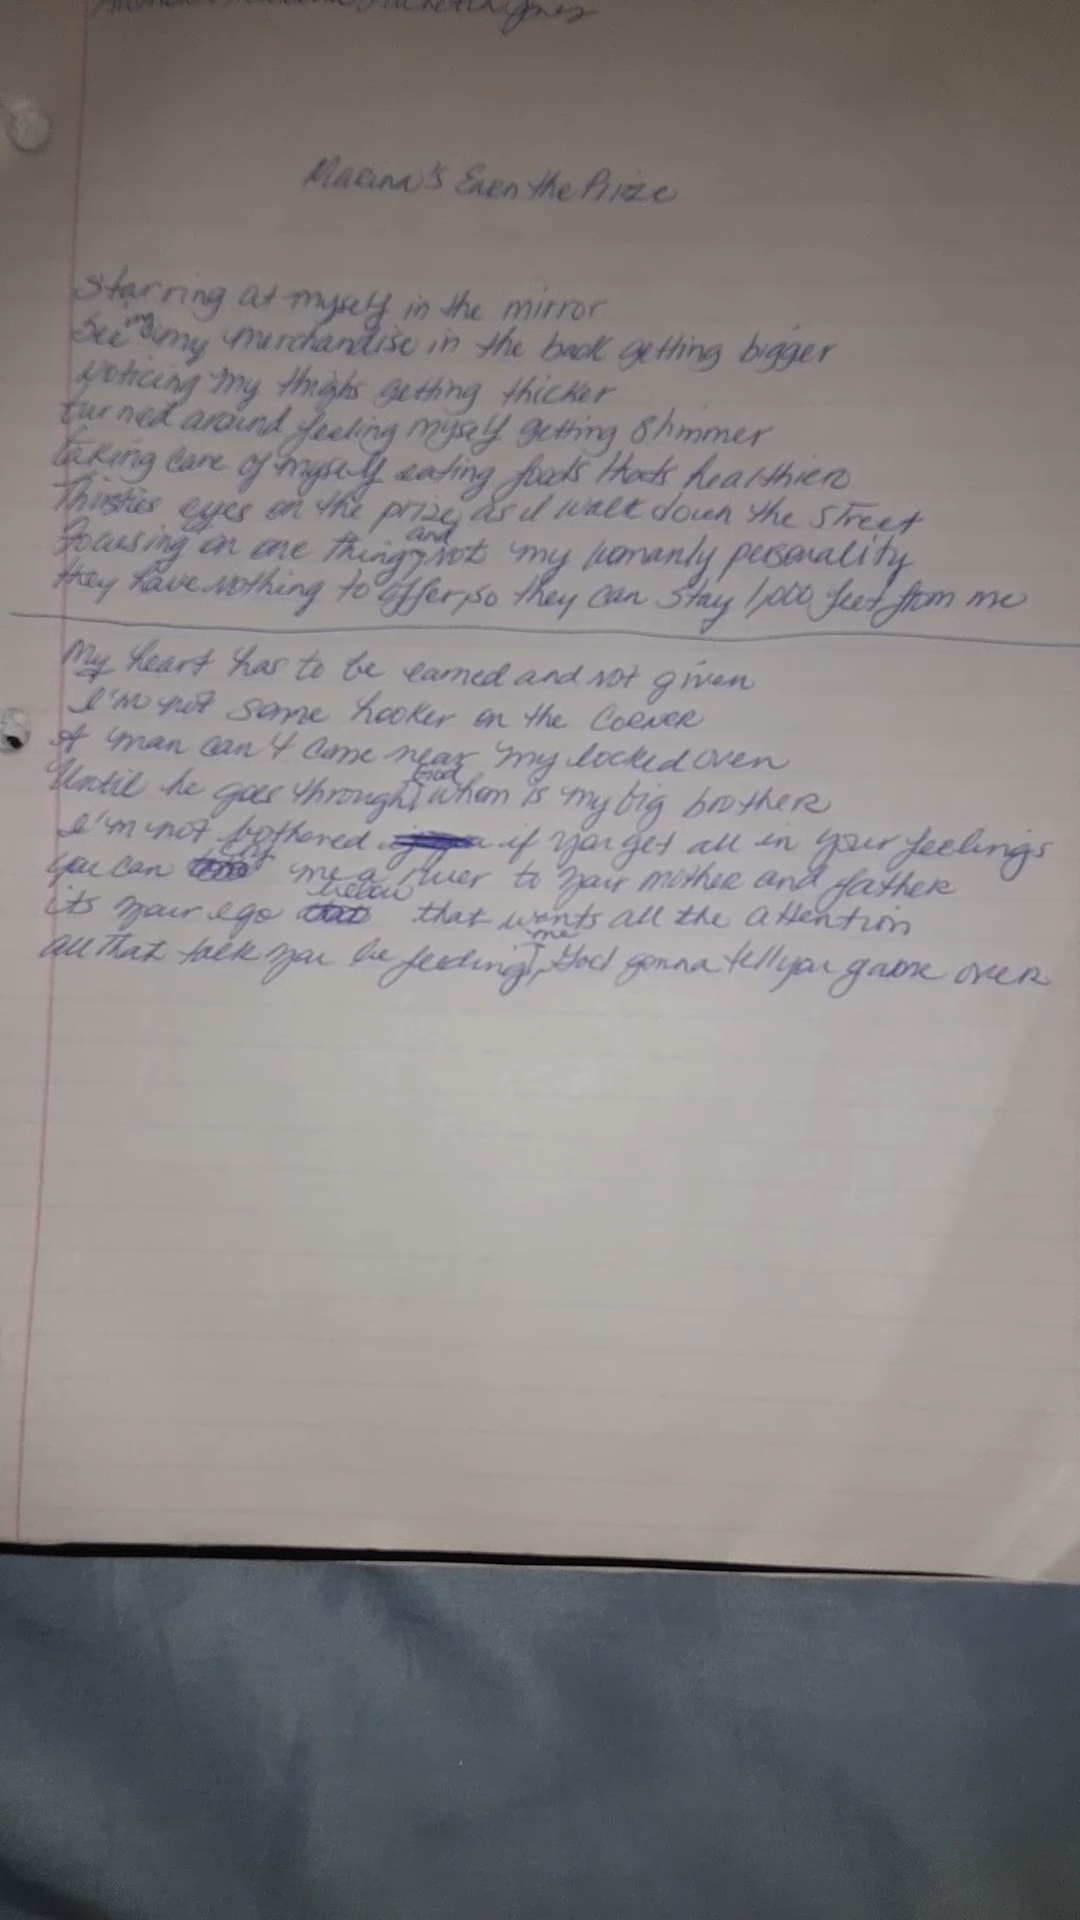 Jones
Marina's Even the Prize
Starring at myself in the mirror
Seeing my merchandise in the back getting bigger
Noticing my thighs getting thicker
turned around feeling myself getting shimmer
taking care of myself eating foods thats healthier
Thirsties eyes on the prize, as I walk down the street
Focusing on one thing, and not my womanly personality
they have nothing to offer, so they can stay 1,000 feet from me
My heart has to be earned and not given
I'm not some hooker on the corner
A man can't come near my locked oven
Until he goes through God whom is my big brother
I'm not bothered if you get all in your feelings
you can me a river to your mother and father
its your ego below that wants all the attention
all that talk you be feeding me, God gonna tell you game over